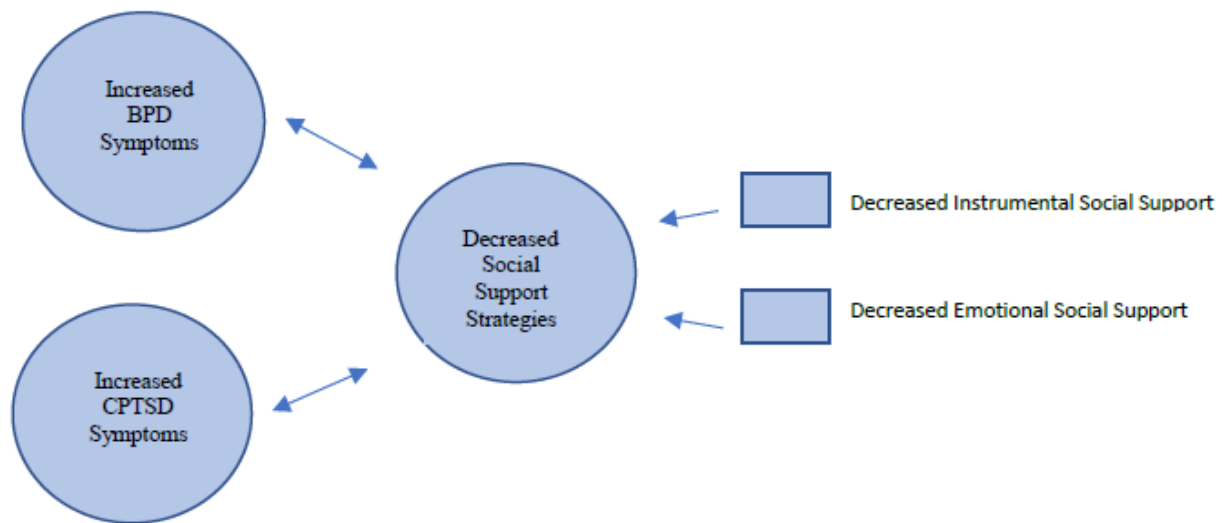 Increased
BPD
Symptoms
Decreased
Social
Support
Strategies
Decreased Instrumental Social Support
Decreased Emotional Social Support
Increased
CPTSD
Symptoms